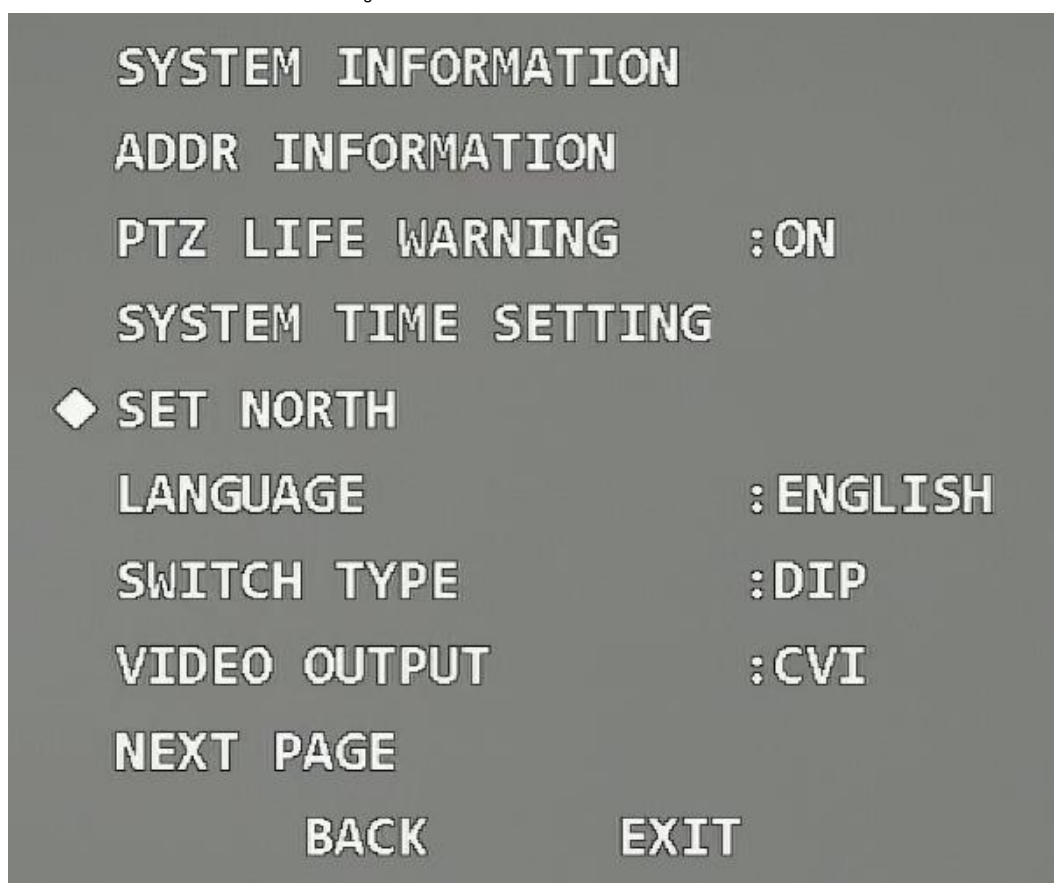 SYSTEM INFORMATION
ADDR INFORMATION
PTZ LIFE WARNING :ON
SYSTEM TIME SETTING
SET NORTH
LANGUAGE :ENGLISH
SWITCH TYPE :DIP
VIDEO OUTPUT :CVI
NEXT PAGE
BACK EXIT